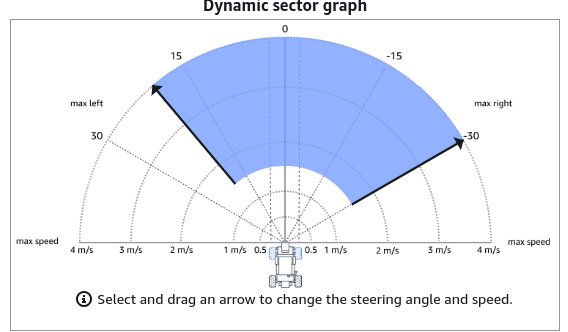 Dynamic sector graph
0
15
-15
max left
max right
30
-30
max speed
max speed
4 m/s 3 m/s 2 m/s 1 m/s 0.5 0.5 1 m/s 2 m/s 3 m/s 4 m/s
Select and drag an arrow to change the steering angle and speed.